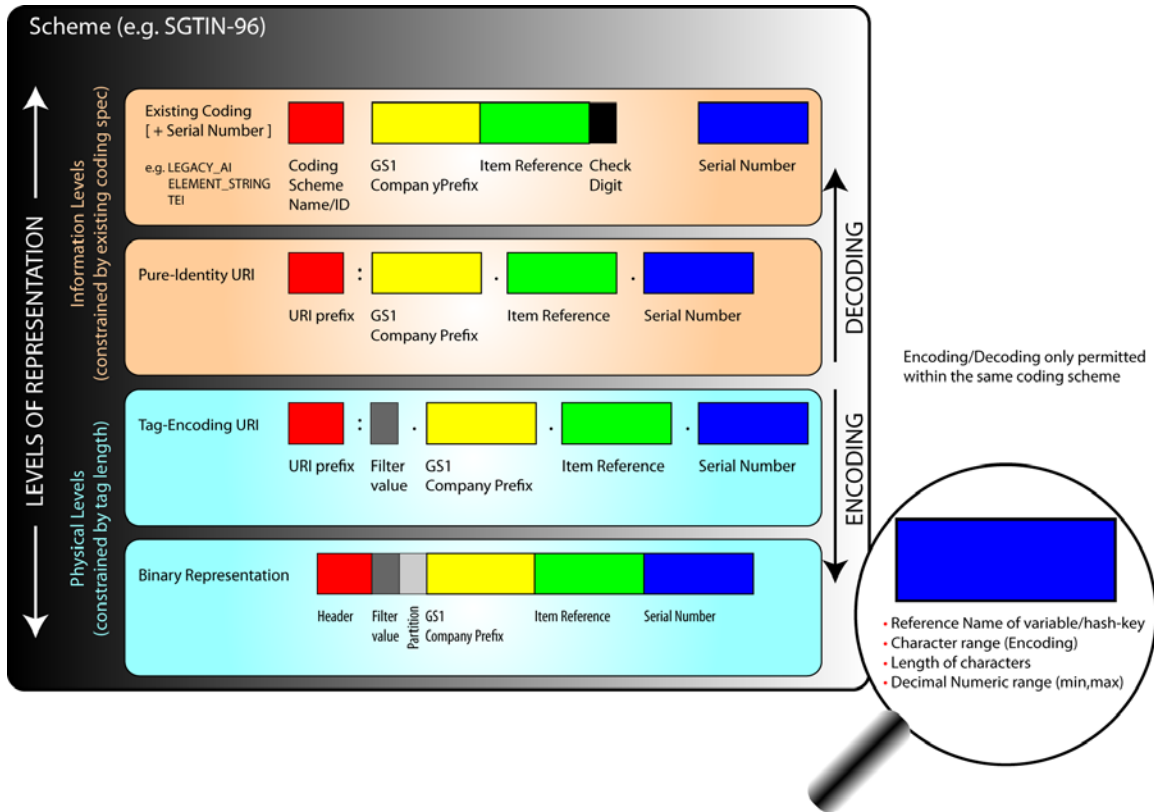 Scheme (e.g. SGTIN-96)
LEVELS OF REPRESENTATION
Information Levels
(constrained by existing coding spec)
Existing Coding
[ + Serial Number ]
e.g. LEGACY_AI
ELEMENT_STRING
TEI
Coding
Scheme
Name/ID
GS1
Compan yPrefix
Item Reference
Check
Digit
Serial Number
Pure-Identity URI
:
.
.
URI prefix
GS1
Company Prefix
Item Reference
Serial Number
DECODING
Encoding/Decoding only permitted
within the same coding scheme
Physical Levels
(constrained by tag length)
Tag-Encoding URI
:
.
.
.
URI prefix
Filter
value
GS1
Company Prefix
Item Reference
Serial Number
ENCODING
Binary Representation
Header
Filter
value
Partition
GS1
Company Prefix
Item Reference
Serial Number
• Reference Name of variable/hash-key
• Character range (Encoding)
• Length of characters
• Decimal Numeric range (min,max)